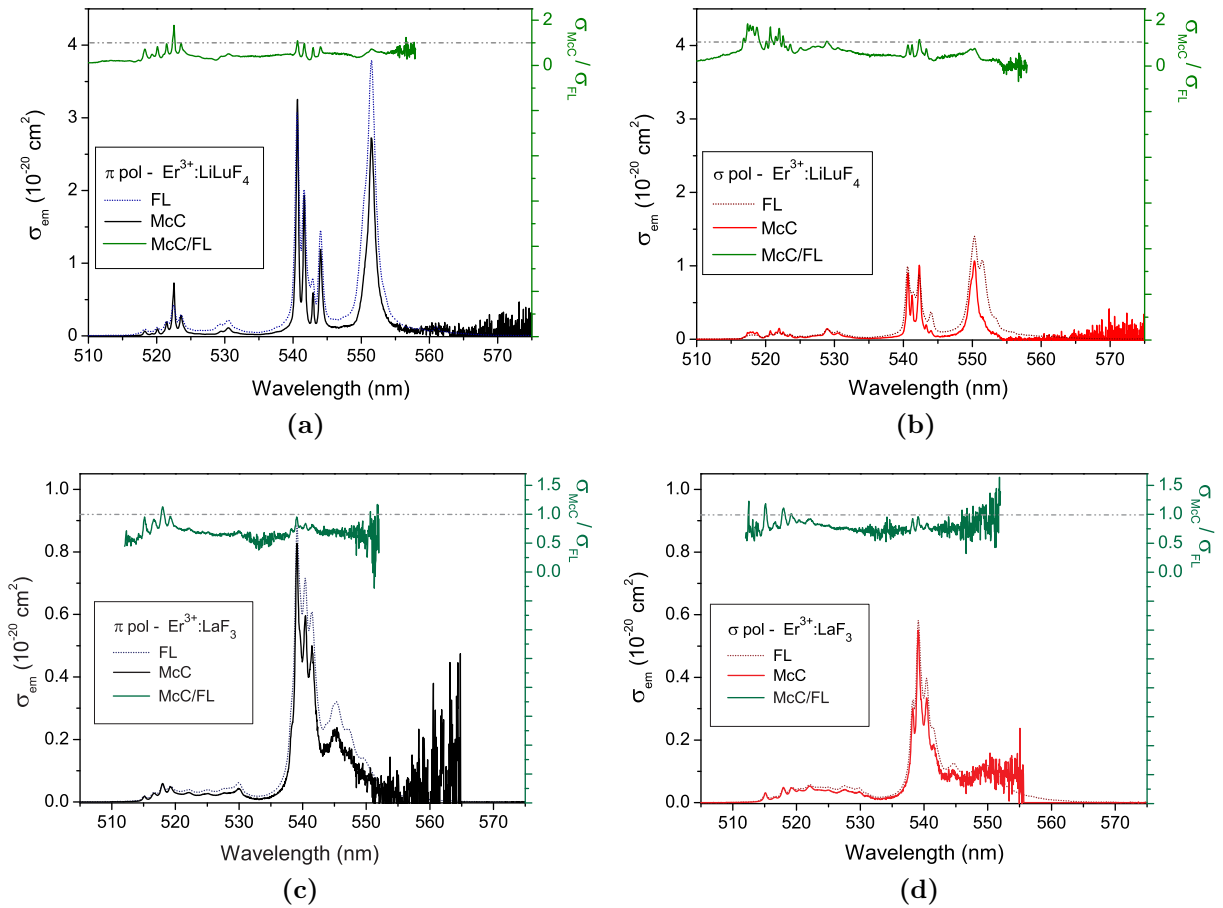 4
3
2
1
0
σem (10-20 cm2)
π pol - Er3+:LiLuF4
FL
McC
McC/FL
2
1
0
σMcC / σFL
510 520 530 540 550 560 570
Wavelength (nm)
(a)
4
3
2
1
0
σem (10-20 cm2)
σ pol - Er3+:LiLuF4
FL
McC
McC/FL
2
1
0
σMcC / σFL
510 520 530 540 550 560 570
Wavelength (nm)
(b)
1.0
0.8
0.6
0.4
0.2
0.0
σem (10-20 cm2)
π pol - Er3+:LaF3
FL
McC
McC/FL
1.5
1.0
0.5
0.0
σMcC / σFL
510 520 530 540 550 560 570
Wavelength (nm)
(c)
1.0
0.8
0.6
0.4
0.2
0.0
σem (10-20 cm2)
σ pol - Er3+:LaF3
FL
McC
McC/FL
1.5
1.0
0.5
0.0
σMcC / σFL
510 520 530 540 550 560 570
Wavelength (nm)
(d)